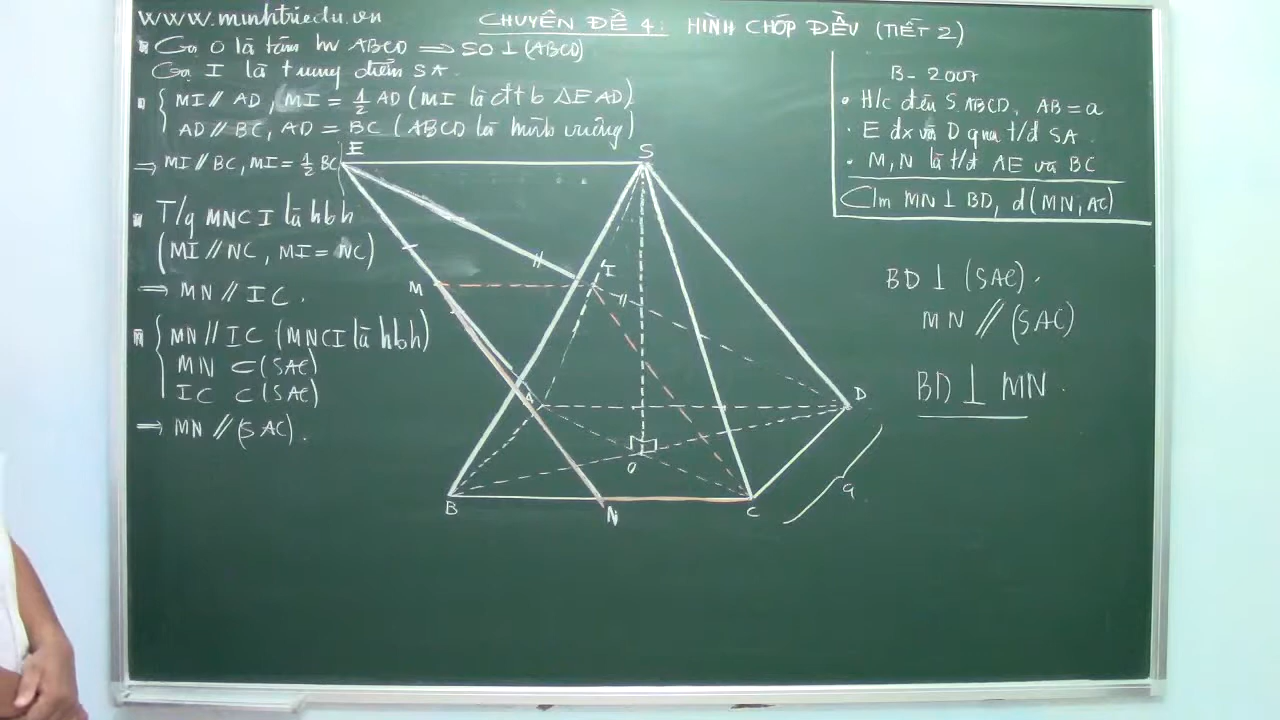 www.minhtriedu.vn
CHUYÊN ĐỀ 4: HÌNH CHÓP ĐỀU (TIẾT 2)
Gọi O là tâm hv ABCD ⟹ SO ⊥ (ABCD)
Gọi I là trung điểm SA.
MI // AD, MI = 1/2 AD (MI là đtb ΔEAD)
AD // BC, AD = BC (ABCD là hình vuông)
⟹ MI // BC, MI = 1/2 BC
T/g MNCI là hbh
(MI // NC, MI = NC)
⟹ MN // IC.
MN // IC (MNCI là hbh)
MN ⊂ (SAC)
IC ⊂ (SAC)
⟹ MN // (SAC).
B - 2007
• H/c đều S ABCD, AB = a
• E đx với D qua t/đ SA.
• M, N là t/đ AE và BC
C/m MN ⊥ BD, d(MN, AC)
BD ⊥ (SAC).
MN // (SAC)
BD ⊥ MN.
E
S
I
M
A
D
O
a
B
N
C